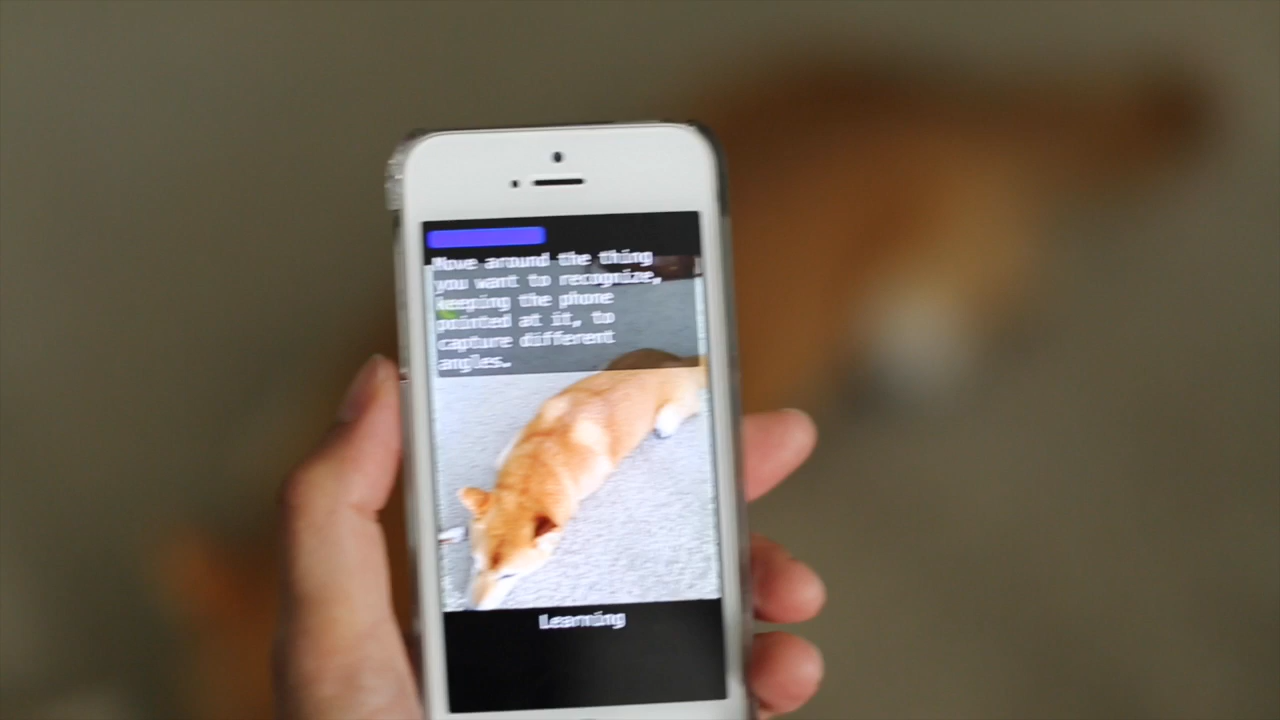 Move around the thing
you want to recognize,
keeping the phone
pointed at it, to
capture different
angles.
Learning